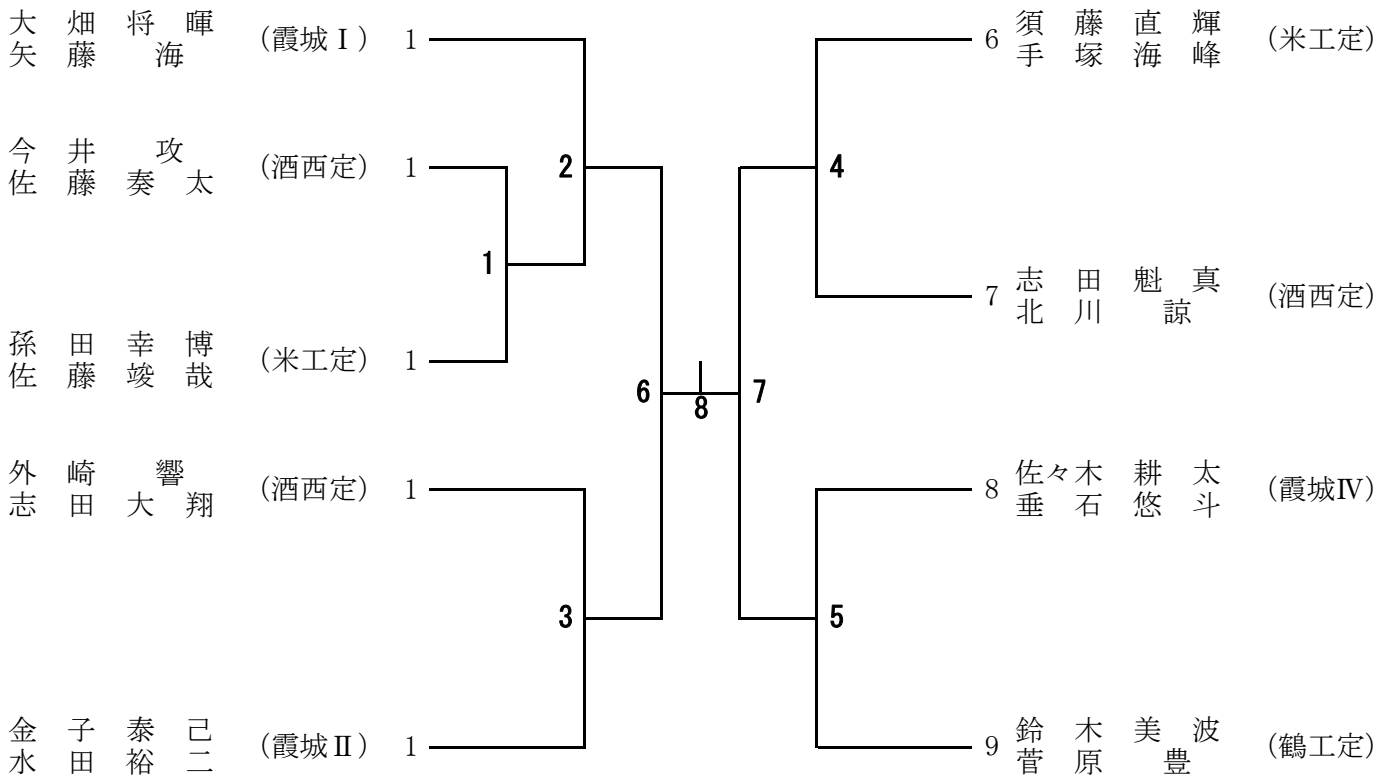 大畑将暉
矢藤海 (霞城Ⅰ) 1
今井攻
佐藤奏太 (酒西定) 1
孫田幸博
佐藤竣哉 (米工定) 1
外崎響
志田大翔 (酒西定) 1
金子泰己
水田裕二 (霞城Ⅱ) 1
1
2
3
6
8
7
4
5
6 須藤直輝
手塚海峰 (米工定)
7 志田魁真
北川諒 (酒西定)
8 佐々木耕太
垂石悠斗 (霞城Ⅳ)
9 鈴木美波
菅原豊 (鶴工定)